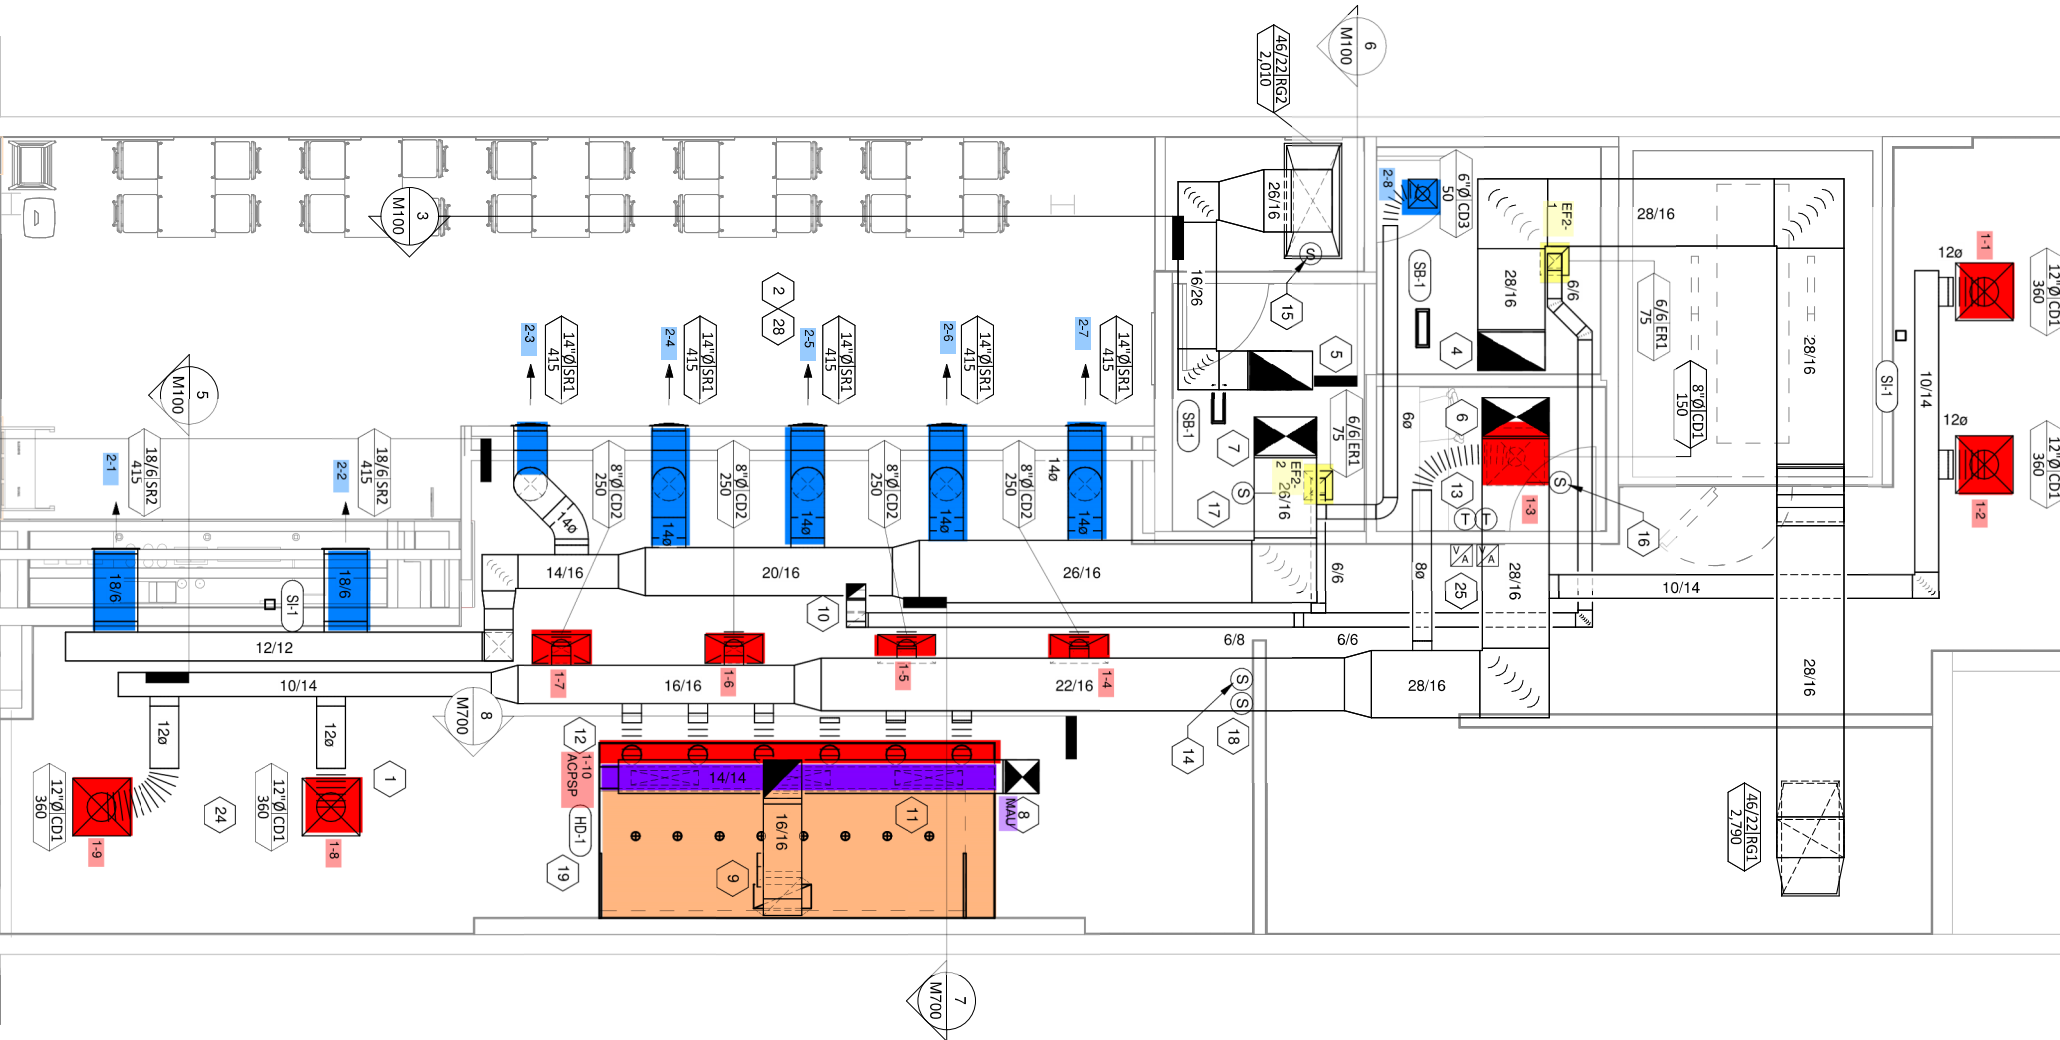 6
M100
46/22 RG2
2,010
3
M100
26/16
16/26
S
15
2-8
6"Ø CD3
50
EF2-
1
28/16
SB-1
28/16
6/6
6/6 ER1
75
28/16
12ø
1-1
12"Ø CD1
360
10/14
SI-1
12ø
12"Ø CD1
360
1-2
2
28
4
5
6
7
SB-1
6/6 ER1
75
EF2-
2
26/16
S
17
6ø
8"Ø CD1
150
13
1-3
S
16
T
T
V
A
V
A
25
8ø
28/16
10/14
5
M100
2-1
18/6 SR2
415
2-2
18/6 SR2
415
2-3
14"Ø SR1
415
2-4
14"Ø SR1
415
2-5
14"Ø SR1
415
2-6
14"Ø SR1
415
2-7
14"Ø SR1
415
8"Ø CD2
250
8"Ø CD2
250
8"Ø CD2
250
8"Ø CD2
250
14ø
14ø
14ø
14ø
14ø
14ø
18/6
18/6
SI-1
14/16
20/16
26/16
6/6
10
12/12
6/8
6/6
10/14
16/16
22/16
28/16
28/16
1-7
1-6
1-5
1-4
S
S
14
18
12ø
12ø
8
M700
12
1-10
ACPSP
14/14
MAU
8
11
HD-1
16/16
9
19
12"Ø CD1
360
1-9
24
12"Ø CD1
360
1-8
1
46/22 RG1
2,790
7
M700